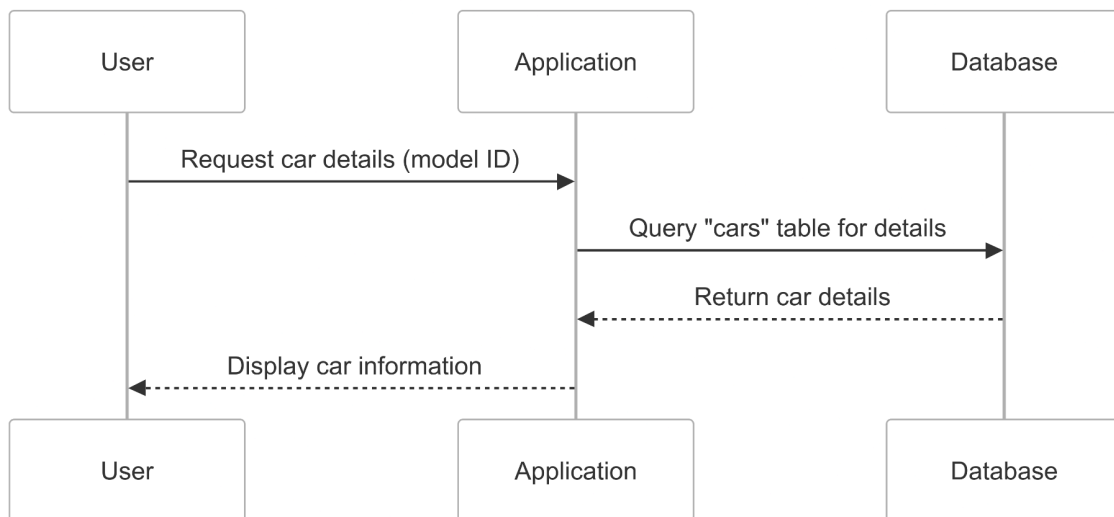 User
Application
Database
Request car details (model ID)
Query "cars" table for details
Return car details
Display car information
User
Application
Database